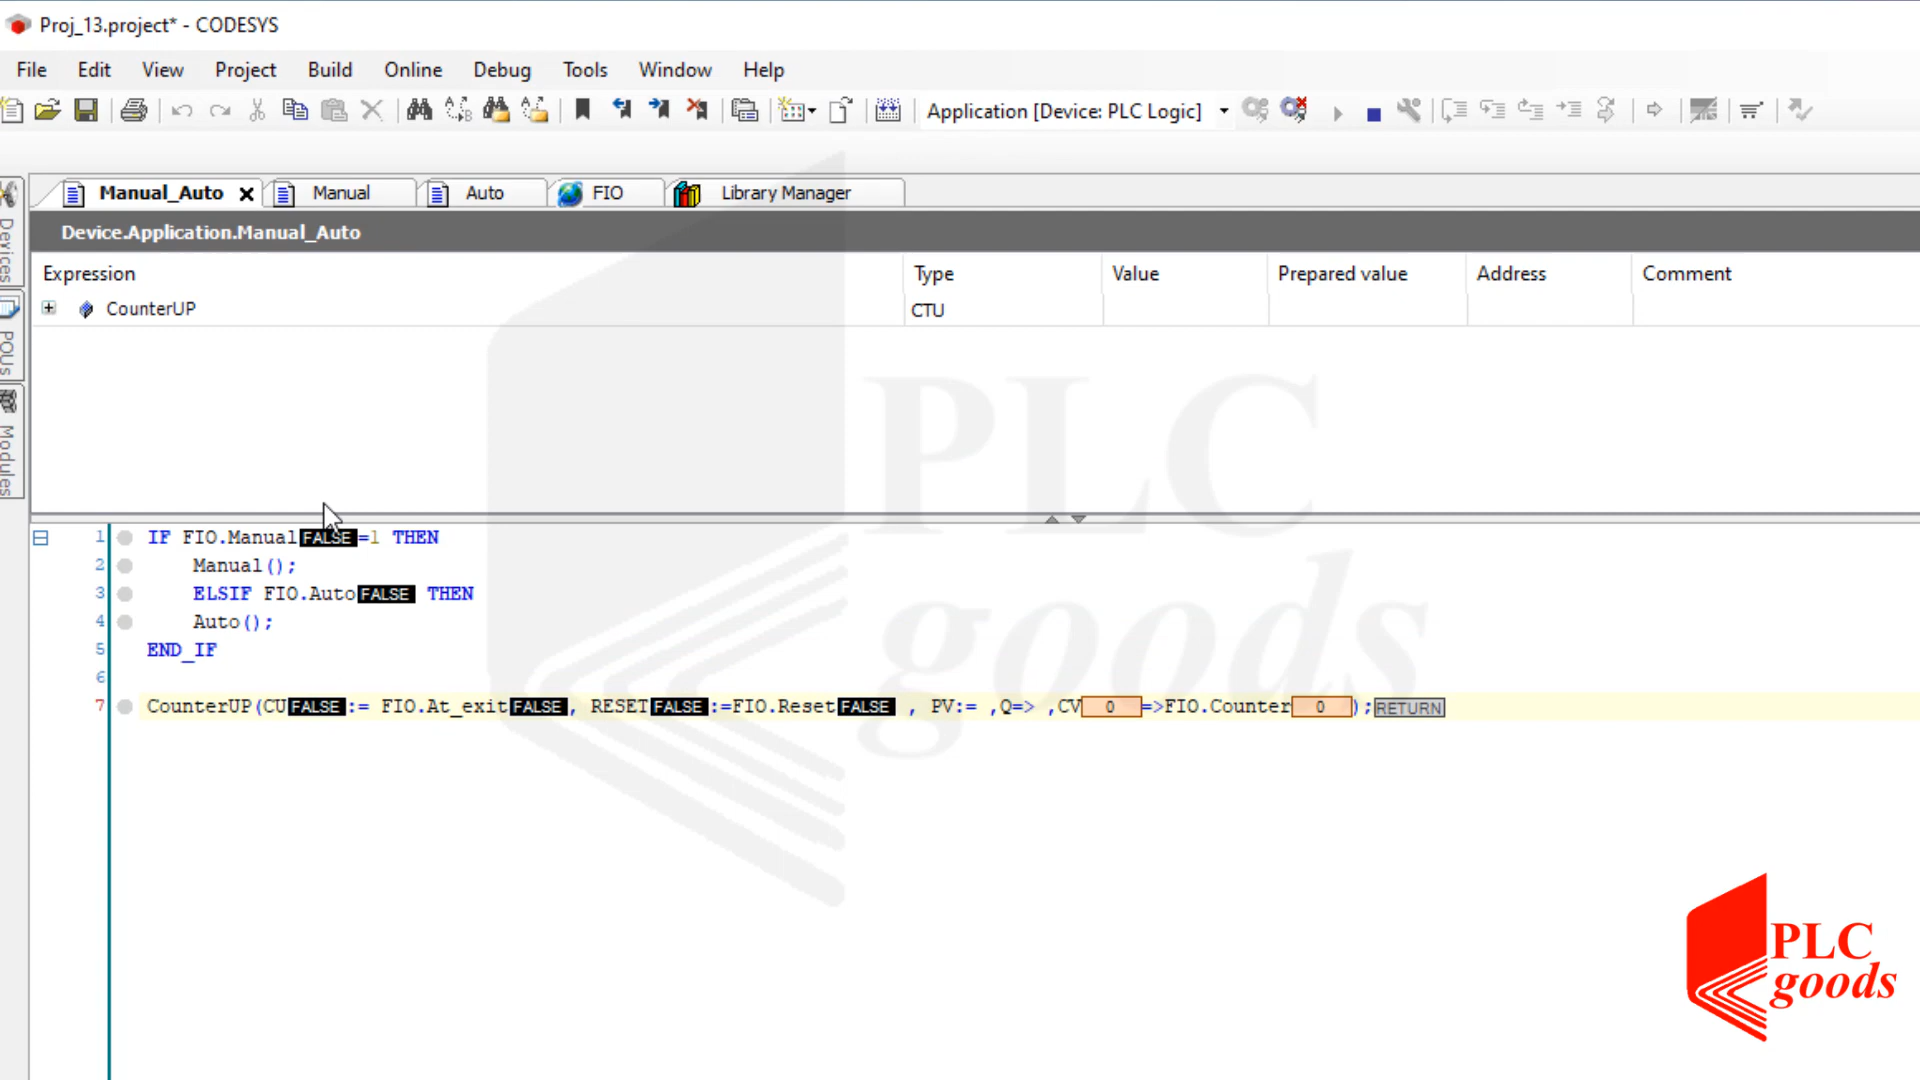 Proj_13.project* - CODESYS
File Edit View Project Build Online Debug Tools Window Help
Application [Device: PLC Logic]
Manual_Auto Manual Auto FIO Library Manager
Devices
POUs
Modules
Device.Application.Manual_Auto
Expression Type Value Prepared value Address Comment
CounterUP CTU
1 IF FIO.Manual FALSE =1 THEN
2 Manual();
3 ELSIF FIO.Auto FALSE THEN
4 Auto();
5 END_IF
6
7 CounterUP(CU FALSE := FIO.At_exit FALSE , RESET FALSE :=FIO.Reset FALSE , PV:= ,Q=> ,CV 0 =>FIO.Counter 0 ); RETURN
PLC
goods
PLC
goods